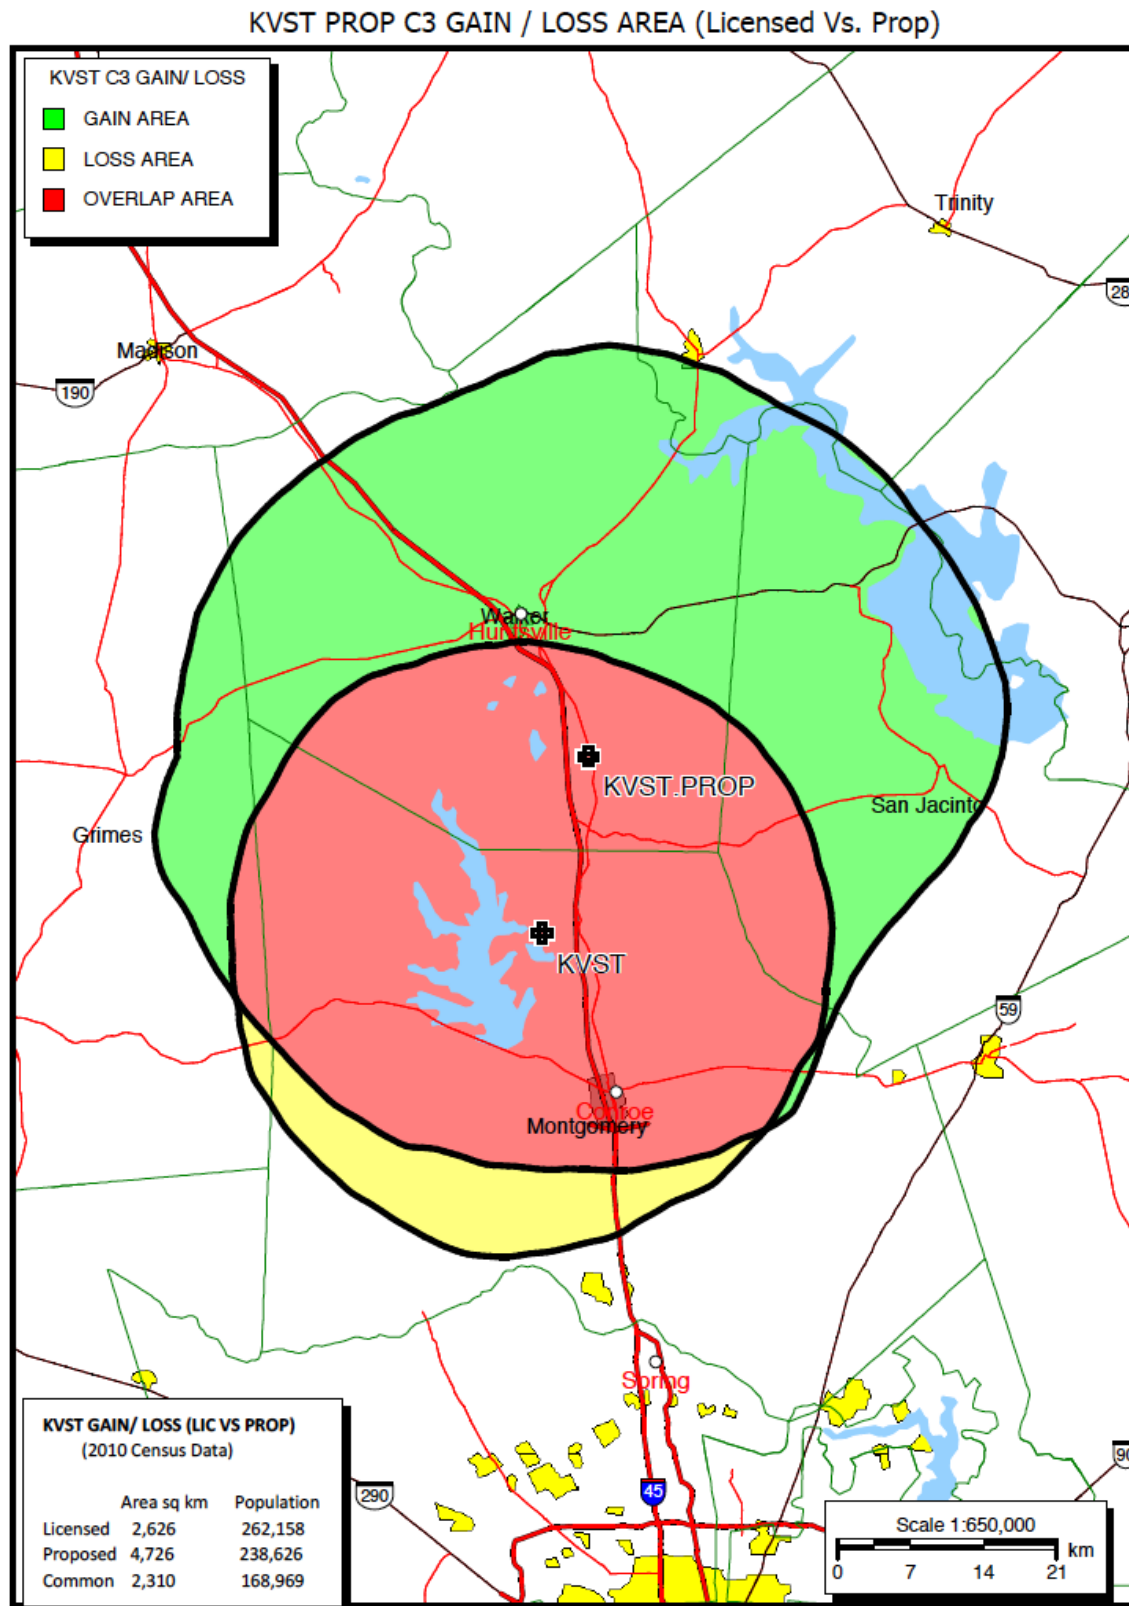 KVST PROP C3 GAIN / LOSS AREA (Licensed Vs. Prop)
KVST C3 GAIN/ LOSS
GAIN AREA
LOSS AREA
OVERLAP AREA
Trinity
28
Madison
190
Walker
Huntsville
KVST.PROP
San Jacinto
Grimes
KVST
59
Conroe
Montgomery
Spring
KVST GAIN/ LOSS (LIC VS PROP)
(2010 Census Data)
Area sq km Population
Licensed 2,626 262,158
Proposed 4,726 238,626
Common 2,310 168,969
290
45
90
Scale 1:650,000
km
0 7 14 21